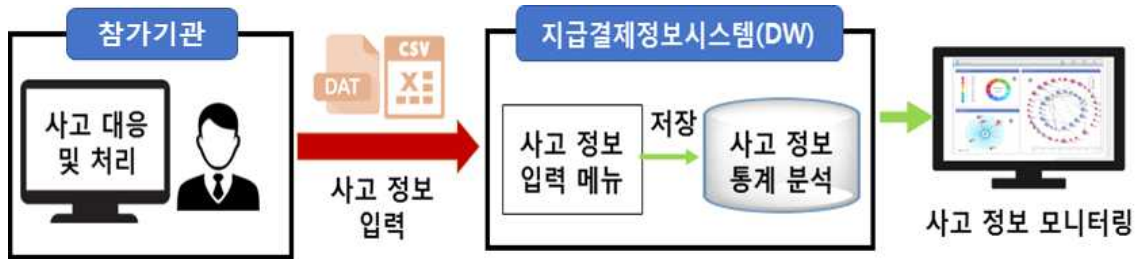 참가기관
사고 대응
및 처리
DAT
CSV
사고 정보
입력
지급결제정보시스템(DW)
사고 정보
입력 메뉴
저장
사고 정보
통계 분석
사고 정보 모니터링